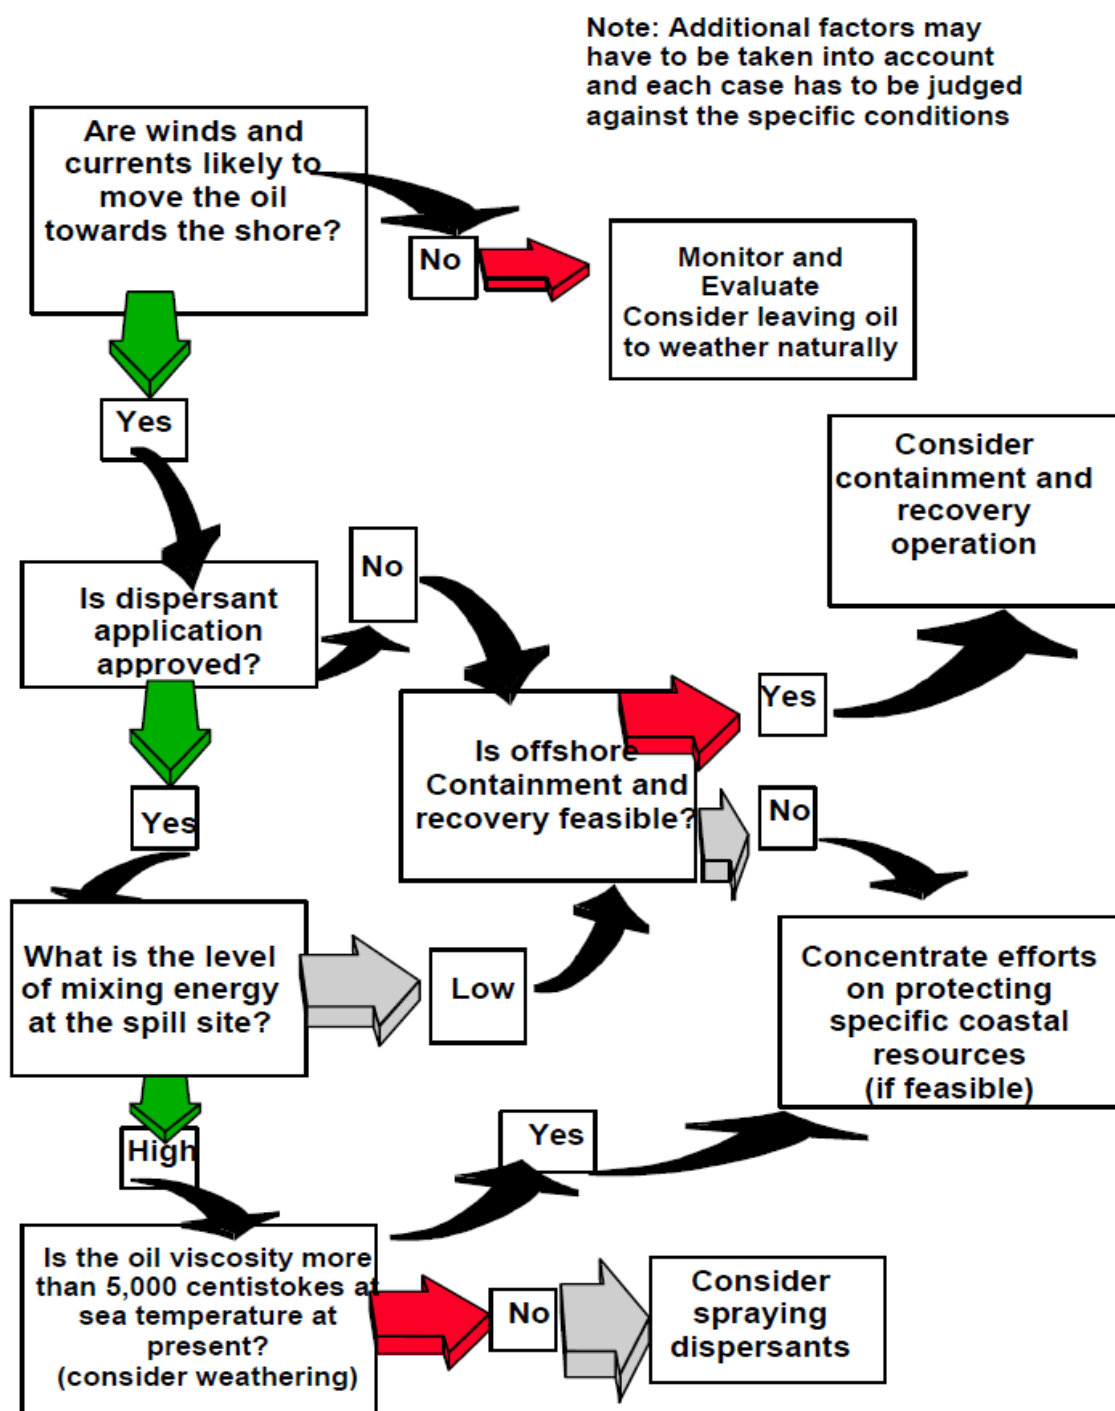 Note: Additional factors may
have to be taken into account
and each case has to be judged
against the specific conditions
Are winds and
currents likely to
move the oil
towards the shore?
No
Monitor and
Evaluate
Consider leaving oil
to weather naturally
Yes
Consider
containment and
recovery
operation
No
Is dispersant
application
approved?
Yes
Is offshore
Containment and
recovery feasible?
No
Yes
What is the level
of mixing energy
at the spill site?
Low
Concentrate efforts
on protecting
specific coastal
resources
(if feasible)
High
Yes
Is the oil viscosity more
than 5,000 centistokes at
sea temperature at
present?
(consider weathering)
No
Consider
spraying
dispersants